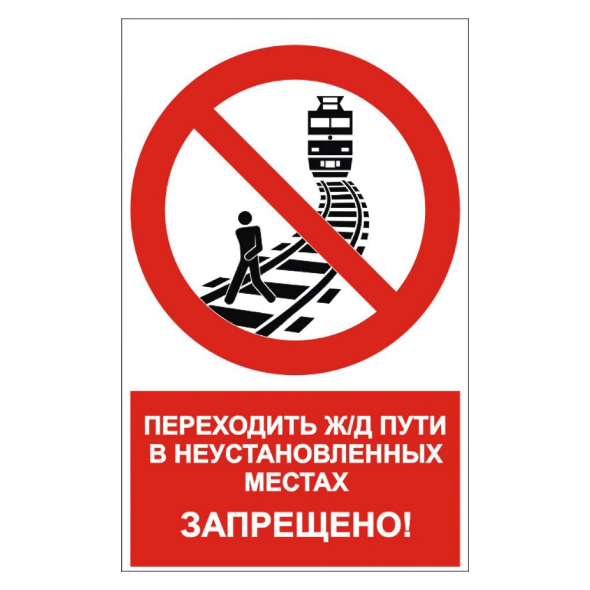 ПЕРЕХОДИТЬ Ж/Д ПУТИ
В НЕУСТАНОВЛЕННЫХ
МЕСТАХ
ЗАПРЕЩЕНО!